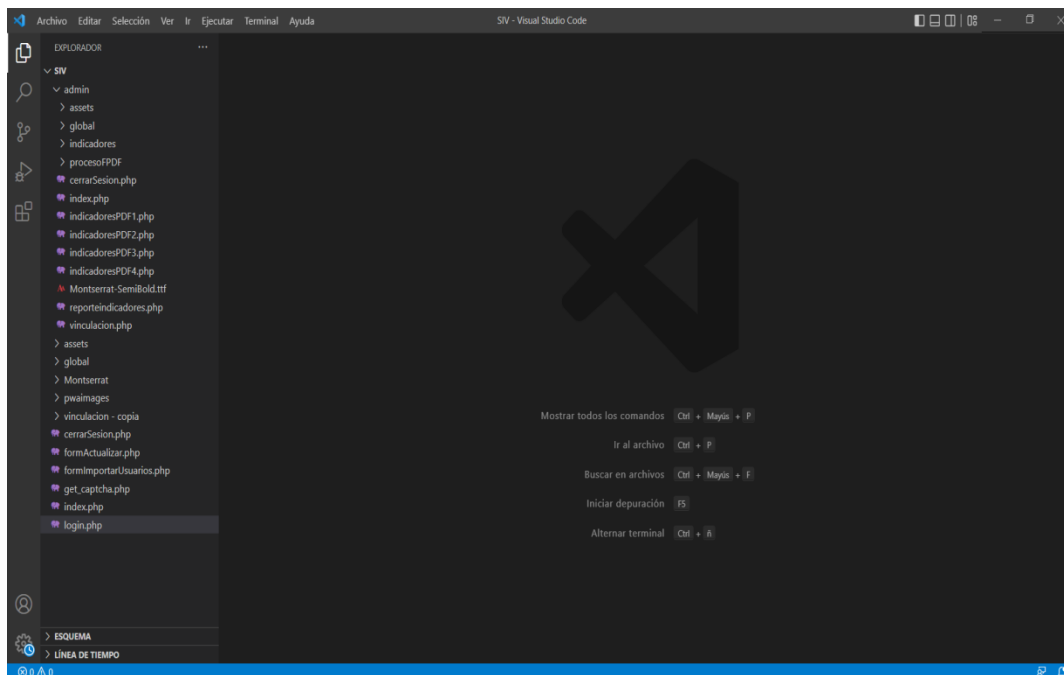 Archivo Editar Selección Ver Ir Ejecutar Terminal Ayuda
SIV - Visual Studio Code
EXPLORADOR
SIV
admin
assets
global
indicadores
procesoFPDF
cerrarSesion.php
index.php
indicadoresPDF1.php
indicadoresPDF2.php
indicadoresPDF3.php
indicadoresPDF4.php
Montserrat-SemiBold.ttf
reporteindicadores.php
vinculacion.php
assets
global
Montserrat
pwaimages
vinculacion - copia
cerrarSesion.php
formActualizar.php
formImportarUsuarios.php
get_captcha.php
index.php
login.php
ESQUEMA
LÍNEA DE TIEMPO
0 0
Mostrar todos los comandos Ctrl + Mayús + P
Ir al archivo Ctrl + P
Buscar en archivos Ctrl + Mayús + F
Iniciar depuración F5
Alternar terminal Ctrl + ñ